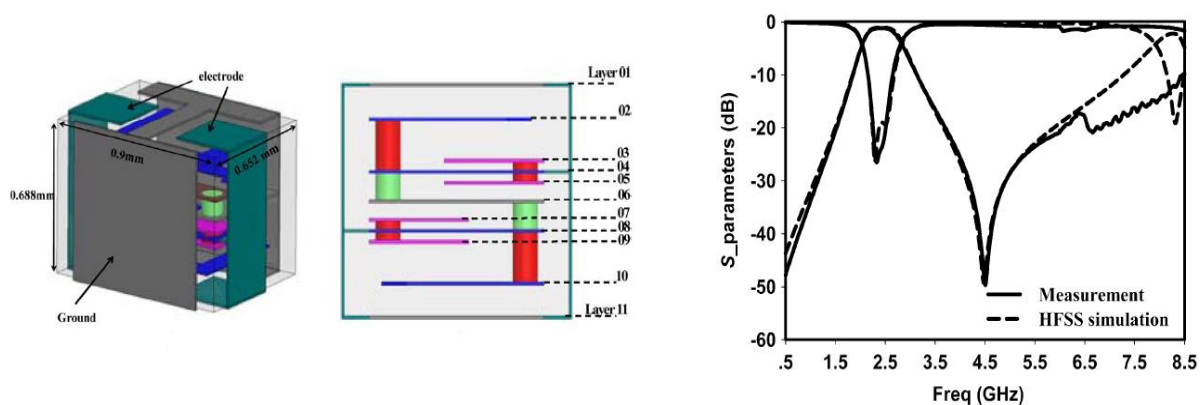 electrode
0.9mm
0.652 mm
0.688mm
Ground
Layer 01
02
03
04
05
06
07
08
09
10
Layer 11
S_parameters (dB)
0
-10
-20
-30
-40
-50
-60
Measurement
HFSS simulation
.5 1.5 2.5 3.5 4.5 5.5 6.5 7.5 8.5
Freq (GHz)